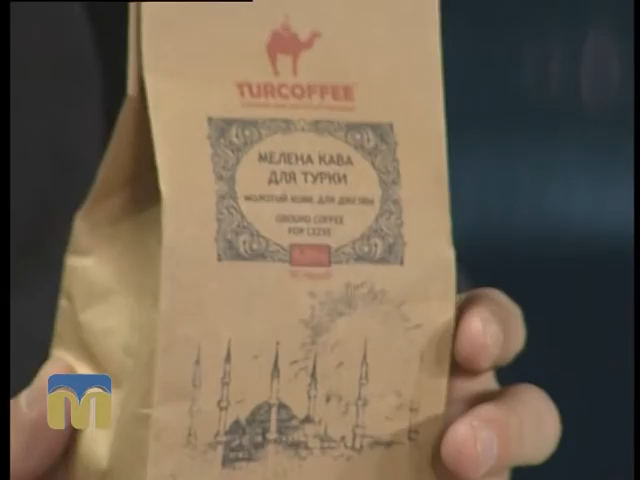 TURCOFFEE
МЕЛЕНА КАВА
ДЛЯ ТУРКИ
МОЛОТЫЙ КОФЕ ДЛЯ ДЖЕЗВЫ
GROUND COFFEE
FOR CEZVE